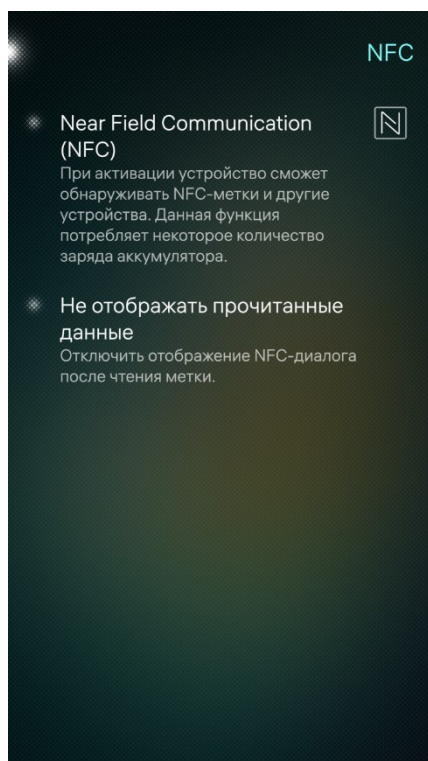 NFC
Near Field Communication
(NFC)
При активации устройство сможет
обнаруживать NFC-метки и другие
устройства. Данная функция
потребляет некоторое количество
заряда аккумулятора.
Не отображать прочитанные
данные
Отключить отображение NFC-диалога
после чтения метки.